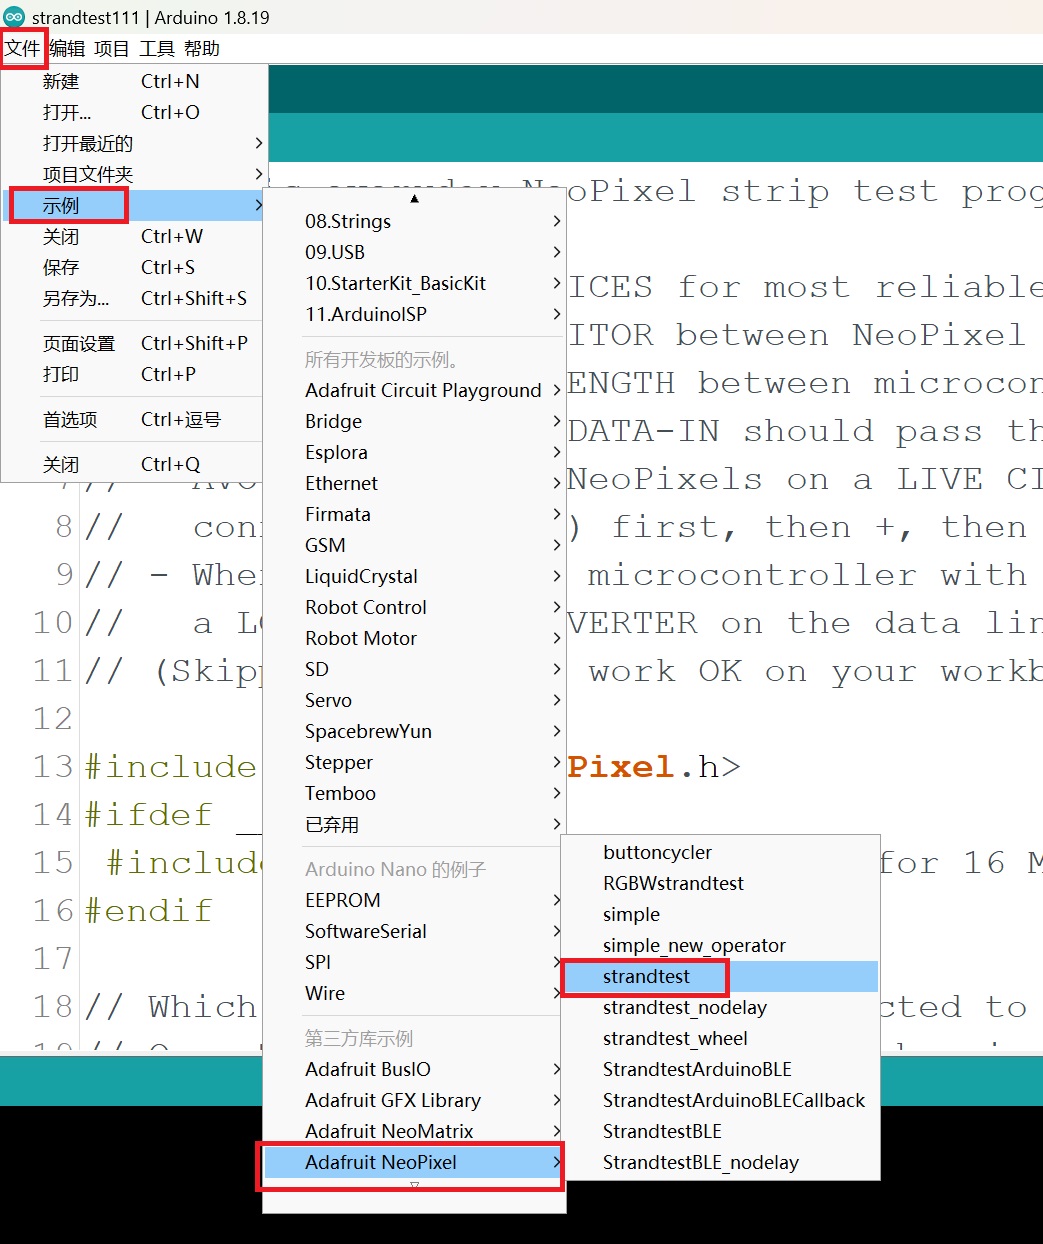 strandtest111 | Arduino 1.8.19
文件 编辑 项目 工具 帮助
新建 Ctrl+N
打开... Ctrl+O
打开最近的
项目文件夹
示例
关闭 Ctrl+W
保存 Ctrl+S
另存为... Ctrl+Shift+S
页面设置 Ctrl+Shift+P
打印 Ctrl+P
首选项 Ctrl+逗号
关闭 Ctrl+Q
08.Strings
09.USB
10.StarterKit_BasicKit
11.ArduinoISP
所有开发板的示例。
Adafruit Circuit Playground
Bridge
Esplora
Ethernet
Firmata
GSM
LiquidCrystal
Robot Control
Robot Motor
SD
Servo
SpacebrewYun
Stepper
Temboo
已弃用
Arduino Nano 的例子
EEPROM
SoftwareSerial
SPI
Wire
第三方库示例
Adafruit BusIO
Adafruit GFX Library
Adafruit NeoMatrix
Adafruit NeoPixel
buttoncycler
RGBWstrandtest
simple
simple_new_operator
strandtest
strandtest_nodelay
strandtest_wheel
StrandtestArduinoBLE
StrandtestArduinoBLECallback
StrandtestBLE
StrandtestBLE_nodelay
oPixel strip test prog
ICES for most reliable
ITOR between NeoPixel
ENGTH between microcon
DATA-IN should pass th
NeoPixels on a LIVE CI
8 // con ) first, then +, then
9 // - Whe microcontroller with
10 // a L VERTER on the data lin
11 // (Skip work OK on your workb
12
13 #include Pixel.h>
14 #ifdef __
15 #include for 16 M
16 #endif
17
18 // Which cted to